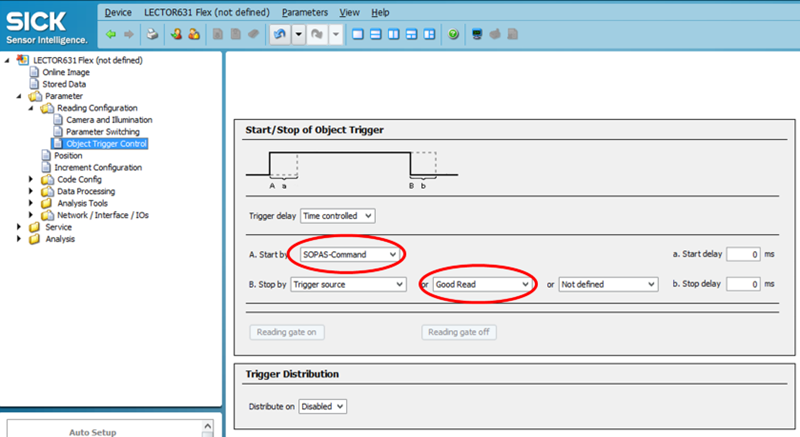 SICK
Sensor Intelligence.
Device LECTOR631 Flex (not defined) Parameters View Help
LECTOR631 Flex (not defined)
Online Image
Stored Data
Parameter
Reading Configuration
Camera and Illumination
Parameter Switching
Object Trigger Control
Position
Increment Configuration
Code Config
Data Processing
Analysis Tools
Network / Interface / IOs
Service
Analysis
Auto Setup
Start/Stop of Object Trigger
A a B b
Trigger delay Time controlled
A. Start by SOPAS-Command a. Start delay 0 ms
B. Stop by Trigger source or Good Read or Not defined b. Stop delay 0 ms
Reading gate on Reading gate off
Trigger Distribution
Distribute on Disabled